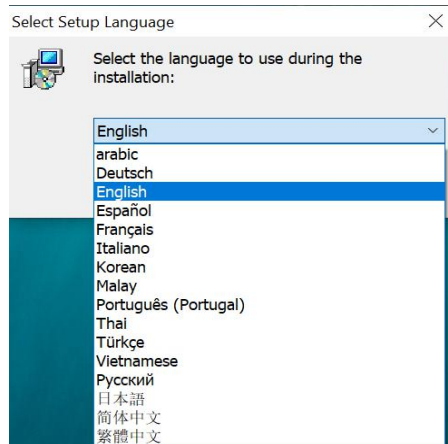 Select Setup Language
Select the language to use during the
installation:
English
arabic
Deutsch
English
Español
Français
Italiano
Korean
Malay
Português (Portugal)
Thai
Türkçe
Vietnamese
Русский
日本語
简体中文
繁體中文